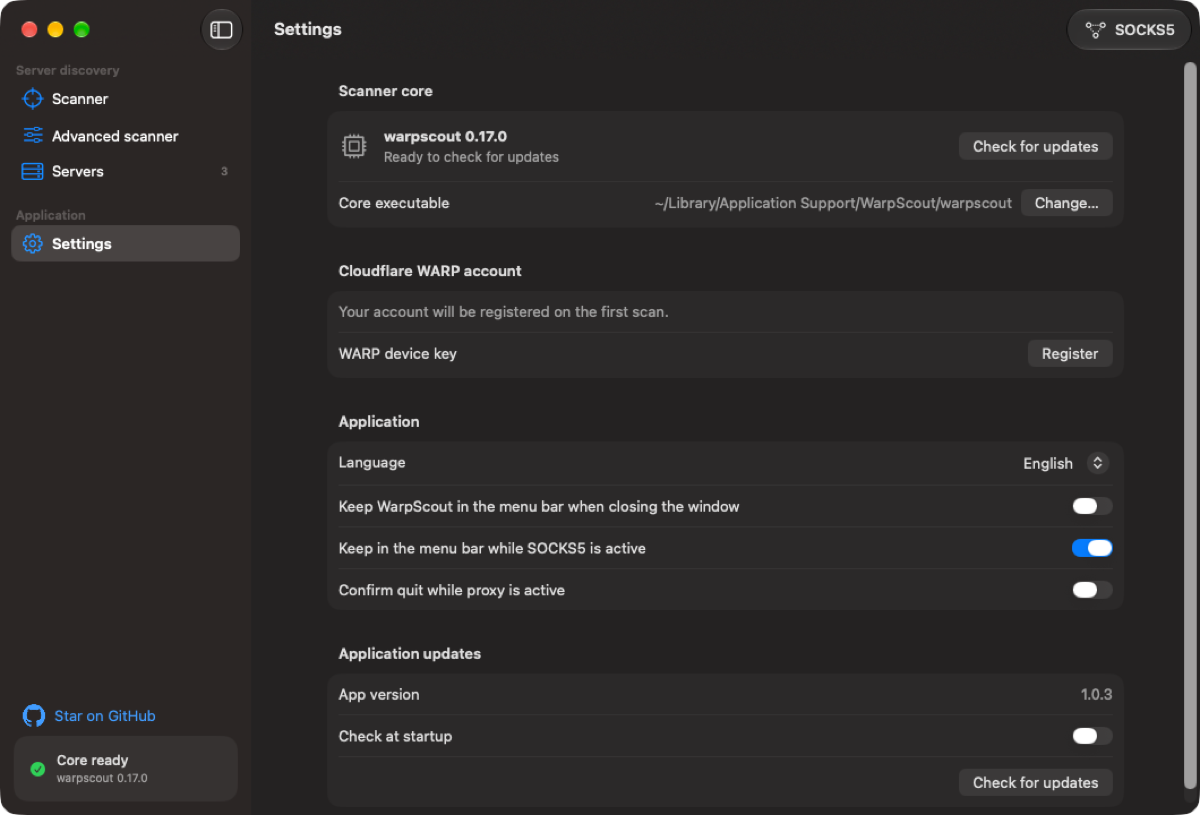 Settings
SOCKS5
Server discovery
Scanner
Advanced scanner
Servers 3
Application
Settings
Star on GitHub
Core ready
warpscout 0.17.0
Scanner core
warpscout 0.17.0
Ready to check for updates
Check for updates
Core executable ~/Library/Application Support/WarpScout/warpscout Change...
Cloudflare WARP account
Your account will be registered on the first scan.
WARP device key Register
Application
Language English
Keep WarpScout in the menu bar when closing the window
Keep in the menu bar while SOCKS5 is active
Confirm quit while proxy is active
Application updates
App version 1.0.3
Check at startup
Check for updates